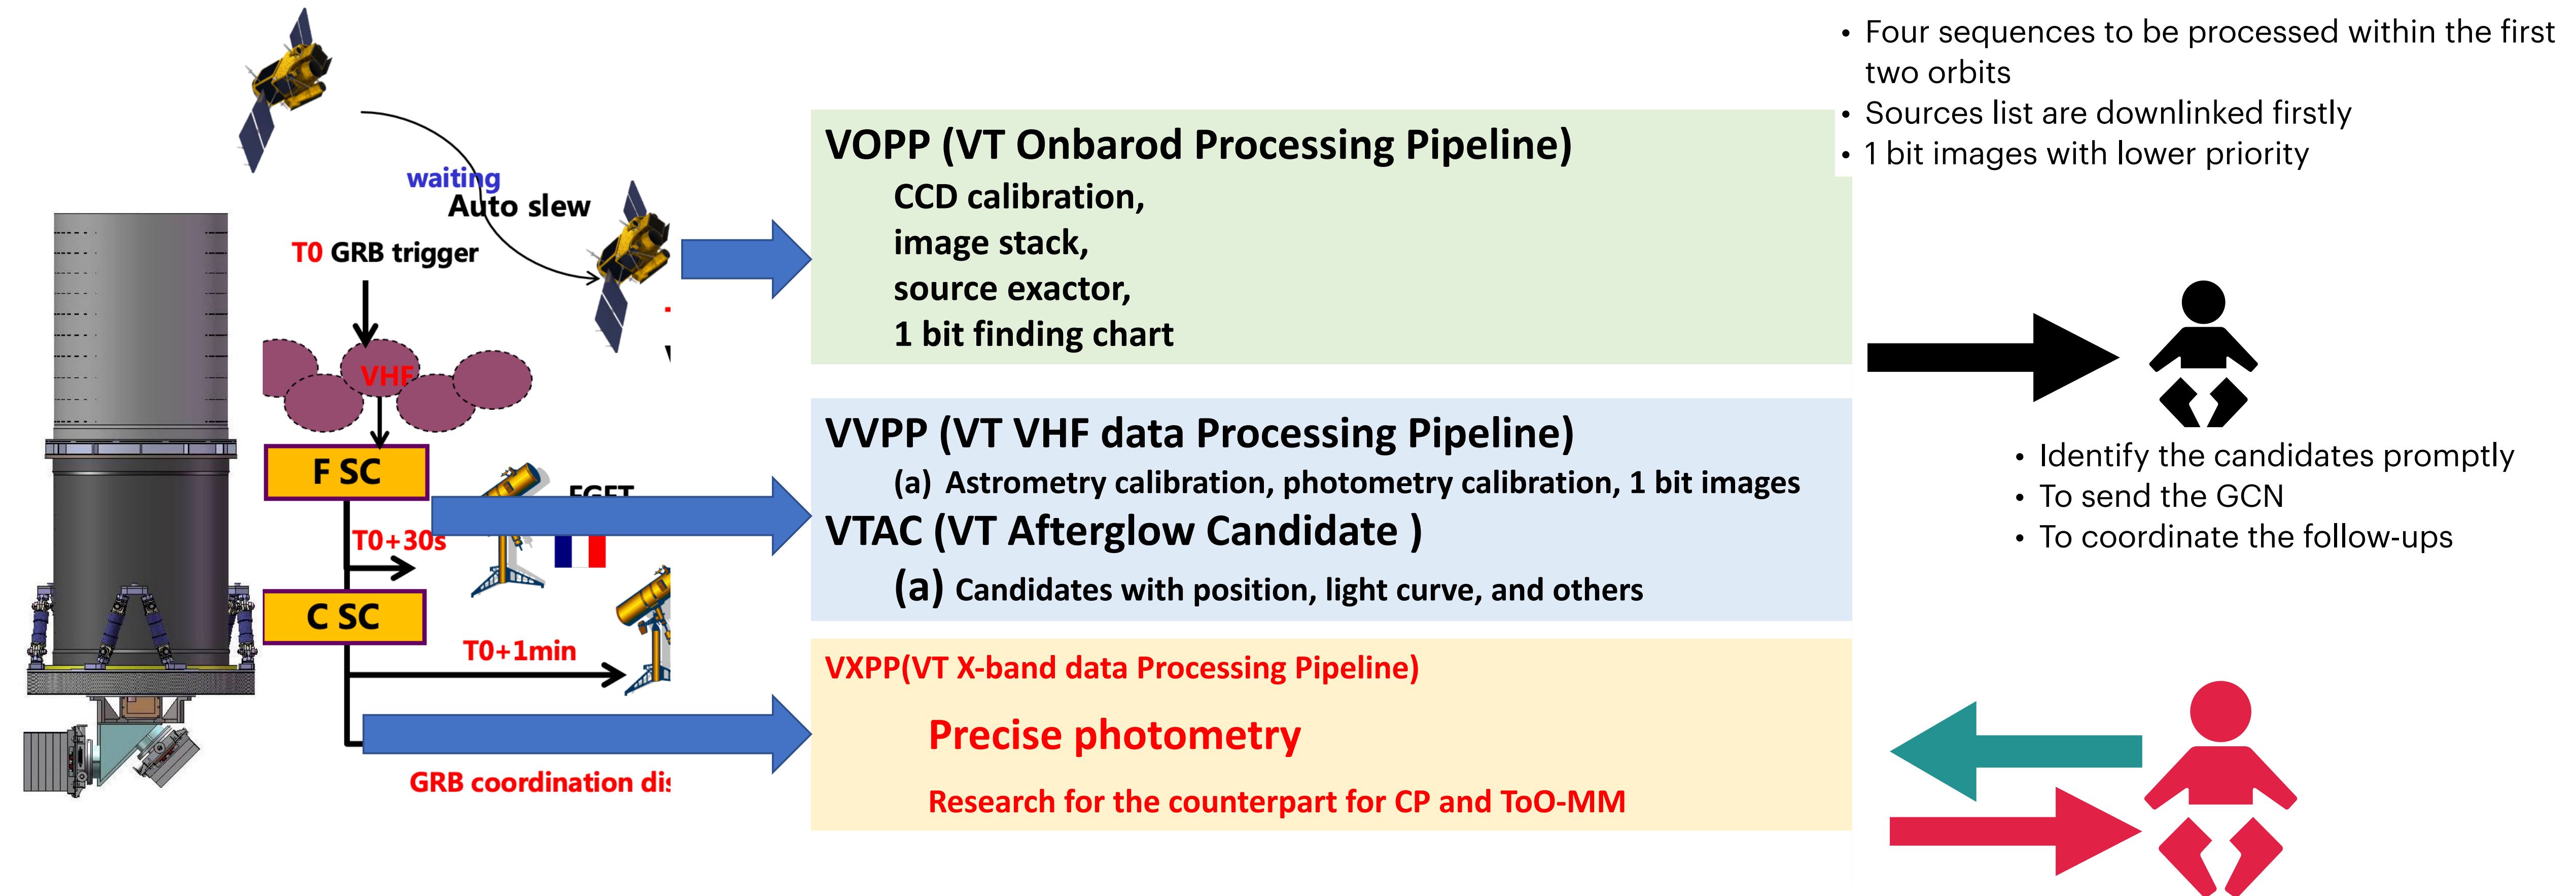 waiting
Auto slew
T0 GRB trigger
VHF
F SC
T0+30s
C SC
T0+1min
GRB coordination
VOPP (VT Onbarod Processing Pipeline)
CCD calibration,
image stack,
source exactor,
1 bit finding chart
VVPP (VT VHF data Processing Pipeline)
(a) Astrometry calibration, photometry calibration, 1 bit images
VTAC (VT Afterglow Candidate )
(a) Candidates with position, light curve, and others
VXPP(VT X-band data Processing Pipeline)
Precise photometry
Research for the counterpart for CP and ToO-MM
• Four sequences to be processed within the first
two orbits
• Sources list are downlinked firstly
• 1 bit images with lower priority
• Identify the candidates promptly
• To send the GCN
• To coordinate the follow-ups